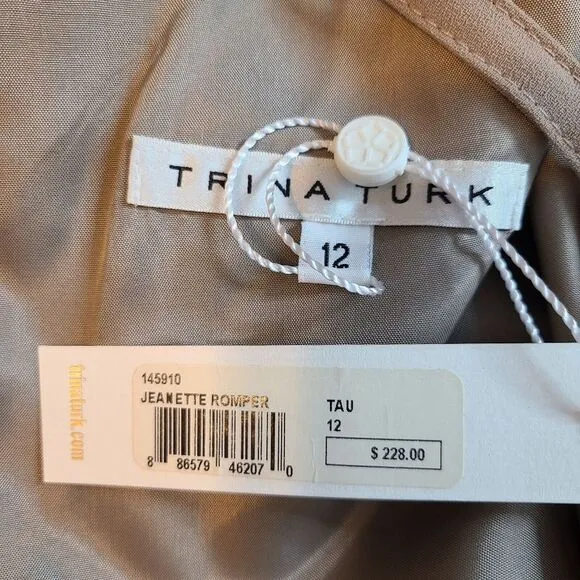 TRINA TURK
12
trinaturk.com
145910
JEANETTE ROMPER
TAU
12
$ 228.00
8 86579 46207 0